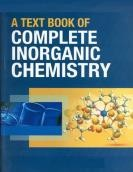 A TEXT BOOK OF
COMPLETE
INORGANIC
CHEMISTRY